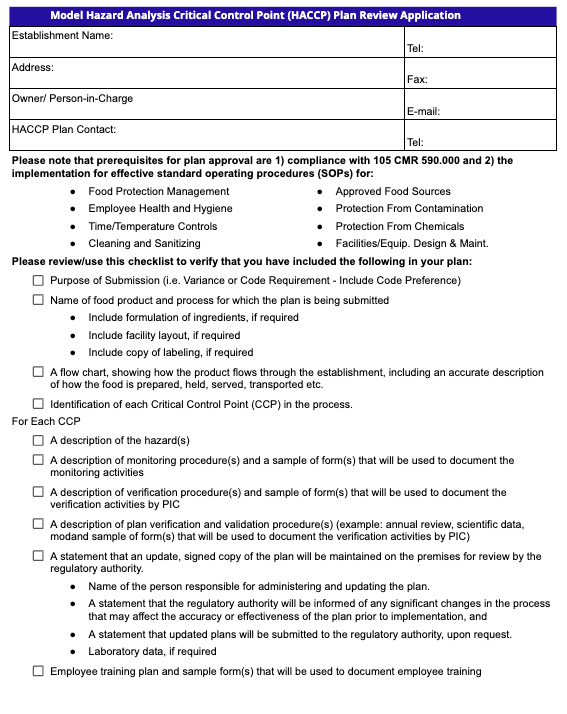 Model Hazard Analysis Critical Control Point (HACCP) Plan Review Application
Establishment Name:
Tel:
Address:
Fax:
Owner/ Person-in-Charge
E-mail:
HACCP Plan Contact:
Tel:
Please note that prerequisites for plan approval are 1) compliance with 105 CMR 590.000 and 2) the
implementation for effective standard operating procedures (SOPs) for:
● Food Protection Management
● Approved Food Sources
● Employee Health and Hygiene
● Protection From Contamination
● Time/Temperature Controls
● Protection From Chemicals
● Cleaning and Sanitizing
● Facilities/Equip. Design & Maint.
Please review/use this checklist to verify that you have included the following in your plan:
☐ Purpose of Submission (i.e. Variance or Code Requirement - Include Code Preference)
☐ Name of food product and process for which the plan is being submitted
● Include formulation of ingredients, if required
● Include facility layout, if required
● Include copy of labeling, if required
☐ A flow chart, showing how the product flows through the establishment, including an accurate description
of how the food is prepared, held, served, transported etc.
☐ Identification of each Critical Control Point (CCP) in the process.
For Each CCP
☐ A description of the hazard(s)
☐ A description of monitoring procedure(s) and a sample of form(s) that will be used to document the
monitoring activities
☐ A description of verification procedure(s) and sample of form(s) that will be used to document the
verification activities by PIC
☐ A description of plan verification and validation procedure(s) (example: annual review, scientific data,
modand sample of form(s) that will be used to document the verification activities by PIC)
☐ A statement that an update, signed copy of the plan will be maintained on the premises for review by the
regulatory authority.
● Name of the person responsible for administering and updating the plan.
● A statement that the regulatory authority will be informed of any significant changes in the process
that may affect the accuracy or effectiveness of the plan prior to implementation, and
● A statement that updated plans will be submitted to the regulatory authority, upon request.
● Laboratory data, if required
☐ Employee training plan and sample form(s) that will be used to document employee training